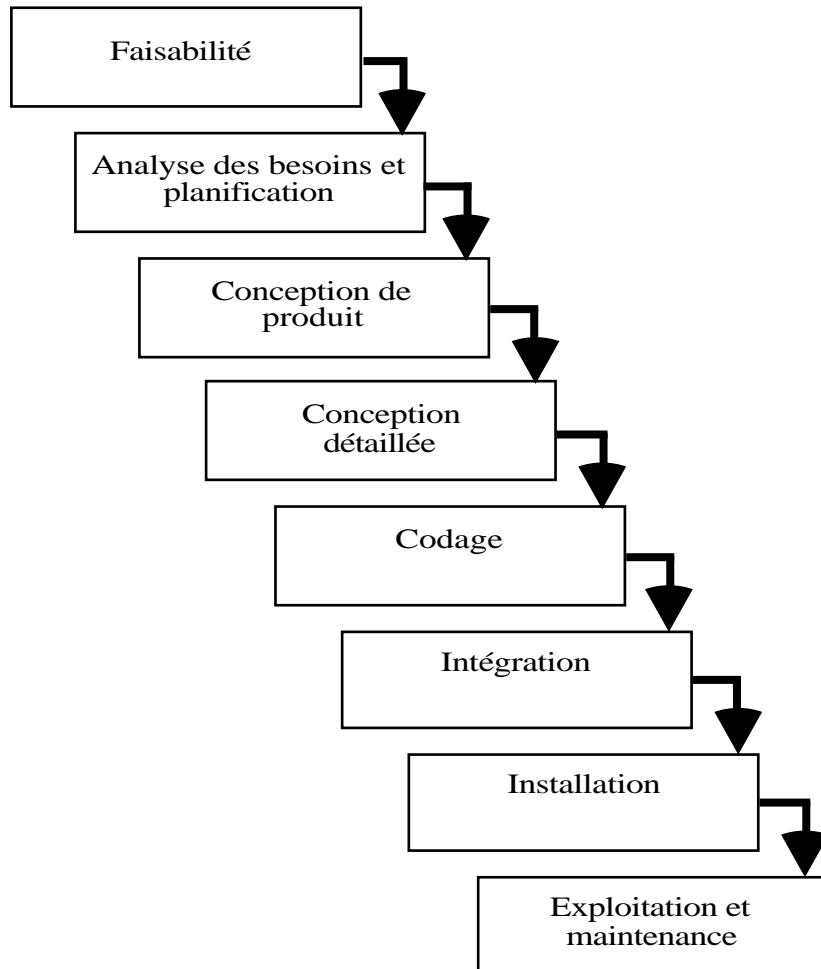 Faisabilité
Analyse des besoins et
planification
Conception de
produit
Conception
détaillée
Codage
Intégration
Installation
Exploitation et
maintenance